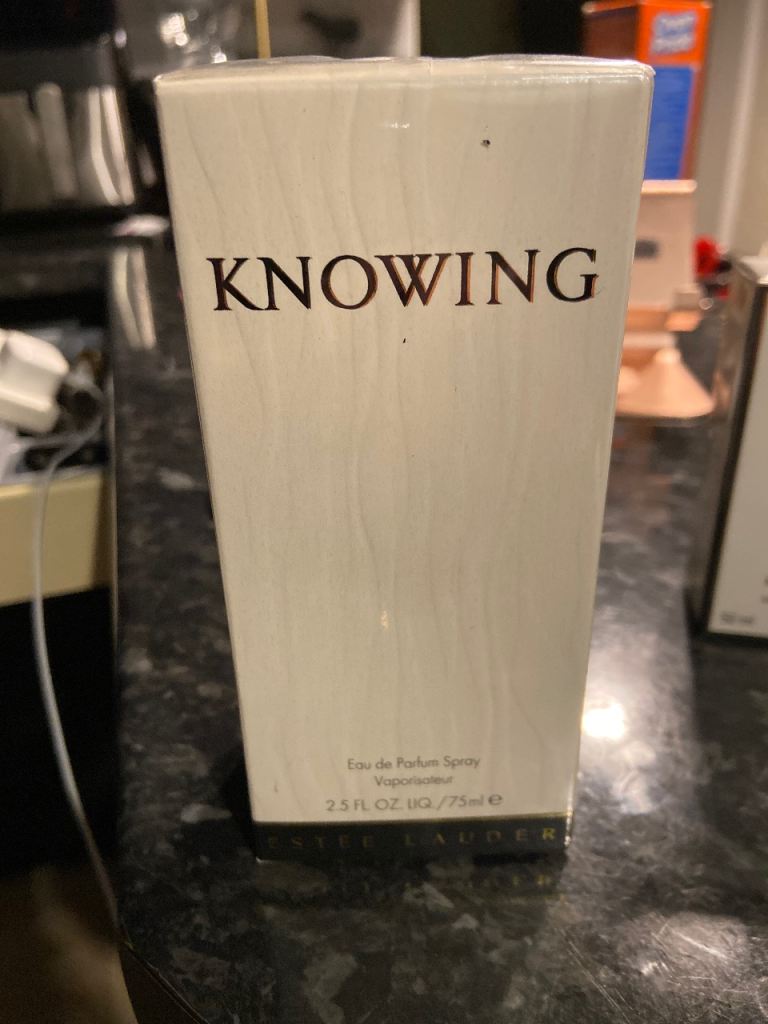 KNOWING
Eau de Parfum Spray
Vaporisateur
2.5 FL. OZ. LIQ./75ml e
ESTEE LAUDER